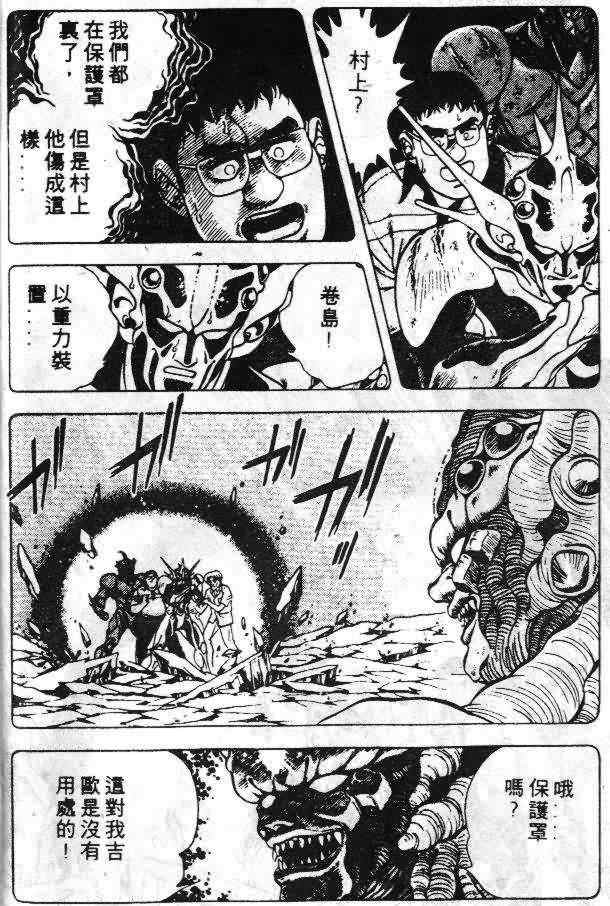 村上?
我們都
在保護罩
裏了,
但是村上
他傷成這
樣……
卷島!
以重力裝
置……
ガ
ガ
ガ
ガ
哦……
保護罩
嗎?
這對我吉
歐是沒有
用處的!